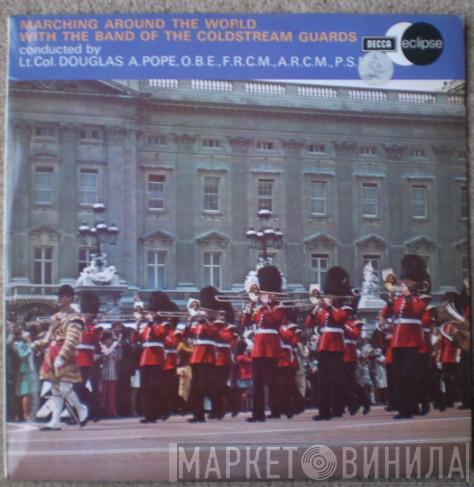 MARCHING AROUND THE WORLD
WITH THE BAND OF THE COLDSTREAM GUARDS
conducted by
Lt. Col. DOUGLAS A. POPE, O.B.E., F.R.C.M., A.R.C.M., P.S.
DECCA
eclipse
МАРКЕТ ВИНИЛА